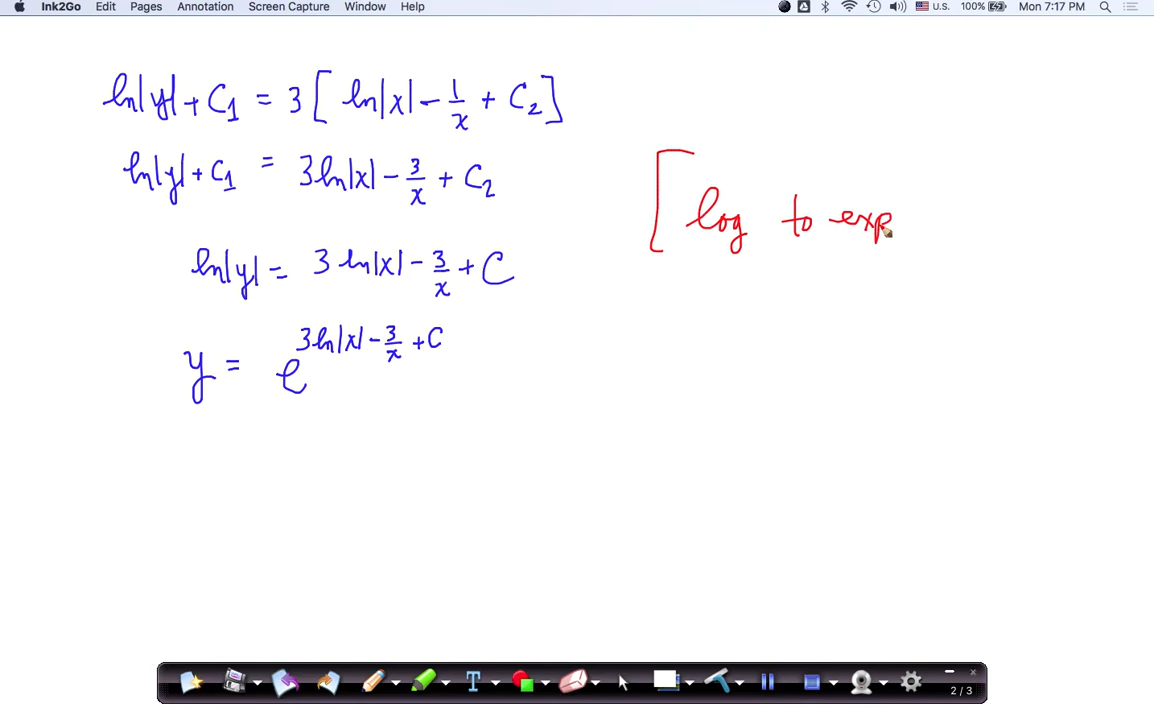 Ink2Go Edit Pages Annotation Screen Capture Window Help U.S. 100% Mon 7:17 PM
ln|y| + C₁ = 3[ ln|x| − 1/x + C₂ ]
ln|y| + C₁ = 3ln|x| − 3/x + C₂
[ log to exp
ln|y| = 3 ln|x| − 3/x + C
y = e^(3ln|x| − 3/x + C)
T
2 / 3